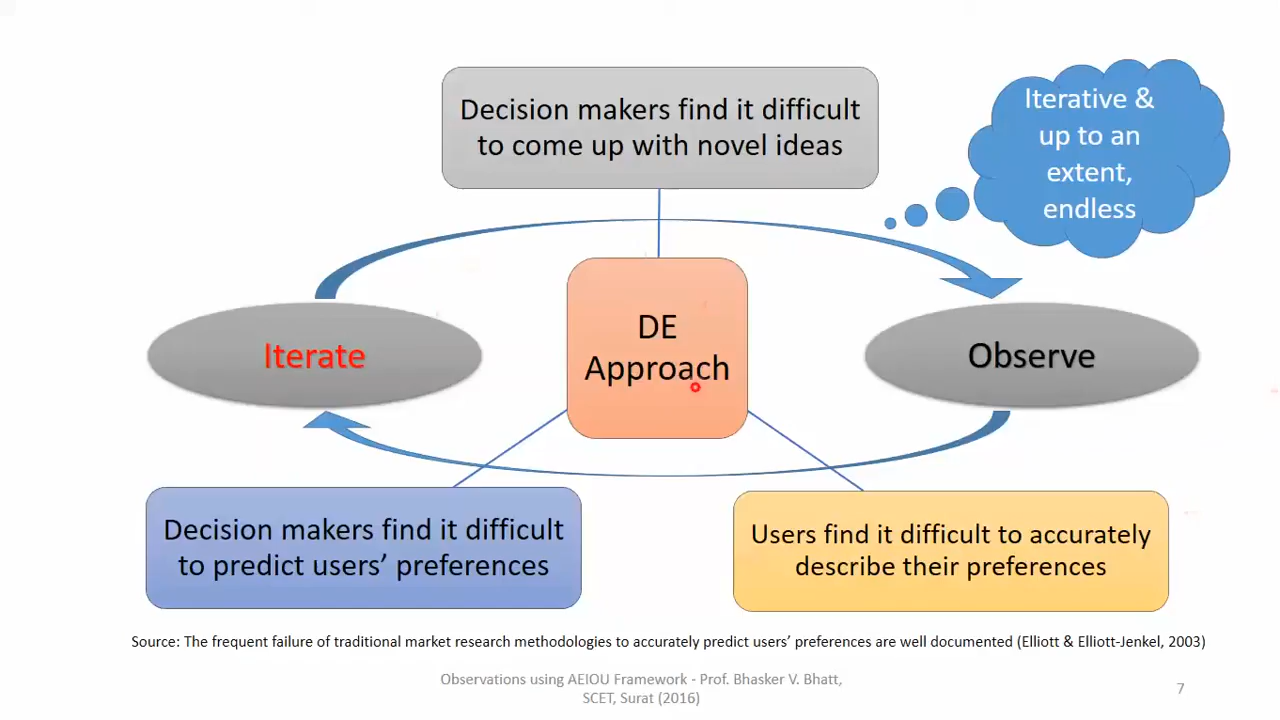 Decision makers find it difficult
to come up with novel ideas
Iterative &
up to an
extent,
endless
DE
Approach
Iterate
Observe
Decision makers find it difficult
to predict users’ preferences
Users find it difficult to accurately
describe their preferences
Source: The frequent failure of traditional market research methodologies to accurately predict users’ preferences are well documented (Elliott & Elliott-Jenkel, 2003)
Observations using AEIOU Framework - Prof. Bhasker V. Bhatt,
SCET, Surat (2016)
7